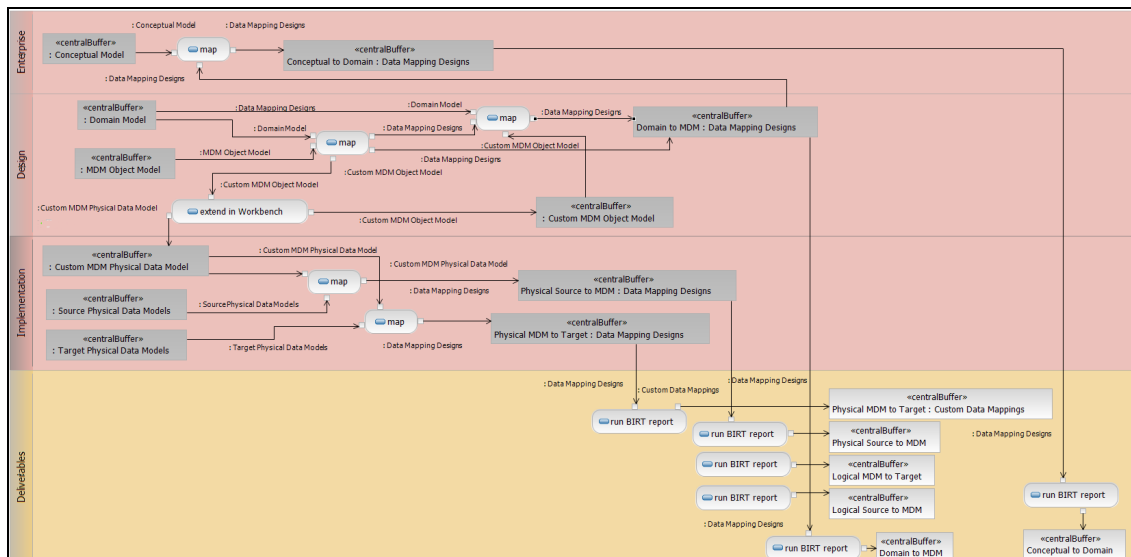 Enterprise
: Conceptual Model
: Data Mapping Designs
«centralBuffer»
: Conceptual Model
map
«centralBuffer»
Conceptual to Domain : Data Mapping Designs
: Data Mapping Designs
Design
«centralBuffer»
: Domain Model
: Data Mapping Designs
: Domain Model
map
: Data Mapping Designs
«centralBuffer»
Domain to MDM : Data Mapping Designs
: DomainModel
: Data Mapping Designs
map
: Custom MDM Object Model
«centralBuffer»
: MDM Object Model
: MDM Object Model
: Data Mapping Designs
: Custom MDM Object Model
: Custom MDM Object Model
: Custom MDM Physical Data Model
extend in Workbench
: Custom MDM Object Model
«centralBuffer»
: Custom MDM Object Model
Implementation
«centralBuffer»
: Custom MDM Physical Data Model
: Custom MDM Physical Data Model
: Custom MDM Physical Data Model
map
«centralBuffer»
Physical Source to MDM : Data Mapping Designs
: Data Mapping Designs
«centralBuffer»
: Source Physical Data Models
: SourcePhysical Data Models
map
«centralBuffer»
Physical MDM to Target : Data Mapping Designs
«centralBuffer»
: Target Physical Data Models
: Target Physical Data Models
: Data Mapping Designs
Deliverables
: Data Mapping Designs
: Custom Data Mappings
: Data Mapping Designs
run BIRT report
«centralBuffer»
Physical MDM to Target : Custom Data Mappings
: Data Mapping Designs
run BIRT report
«centralBuffer»
Physical Source to MDM
run BIRT report
«centralBuffer»
Logical MDM to Target
run BIRT report
«centralBuffer»
Logical Source to MDM
run BIRT report
: Data Mapping Designs
run BIRT report
«centralBuffer»
Domain to MDM
«centralBuffer»
Conceptual to Domain